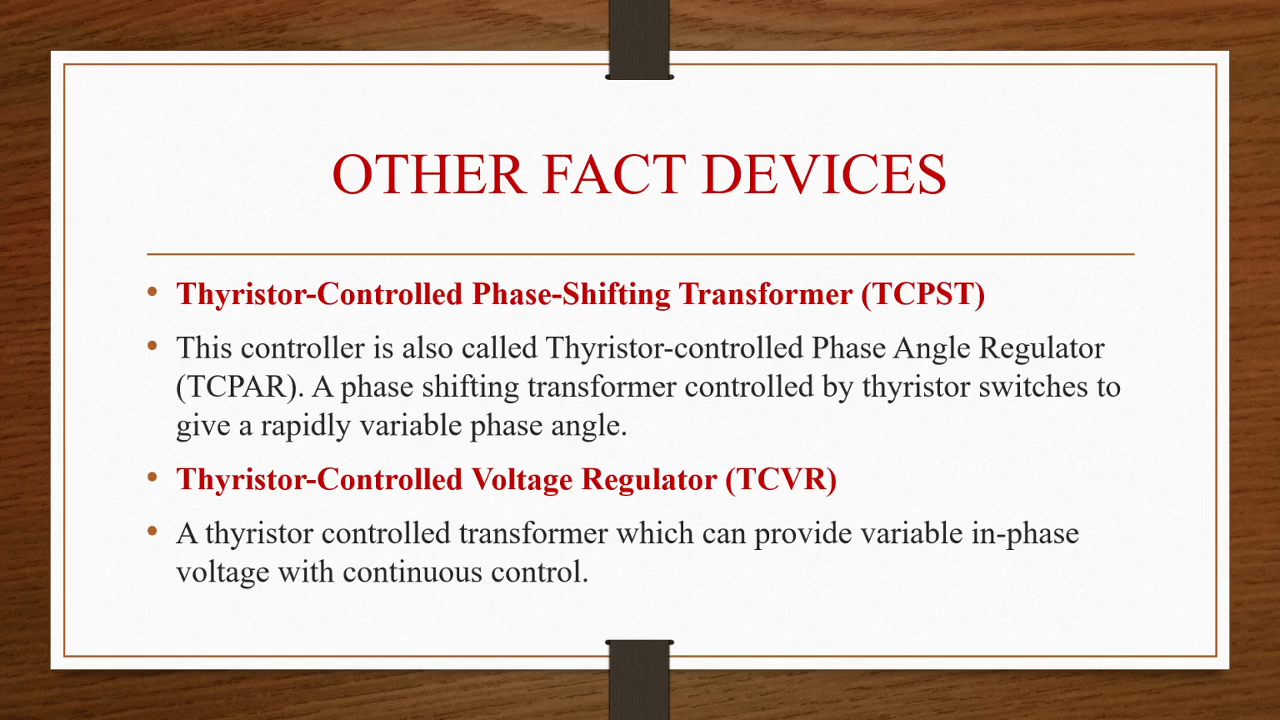 OTHER FACT DEVICES
• Thyristor-Controlled Phase-Shifting Transformer (TCPST)
• This controller is also called Thyristor-controlled Phase Angle Regulator
(TCPAR). A phase shifting transformer controlled by thyristor switches to
give a rapidly variable phase angle.
• Thyristor-Controlled Voltage Regulator (TCVR)
• A thyristor controlled transformer which can provide variable in-phase
voltage with continuous control.